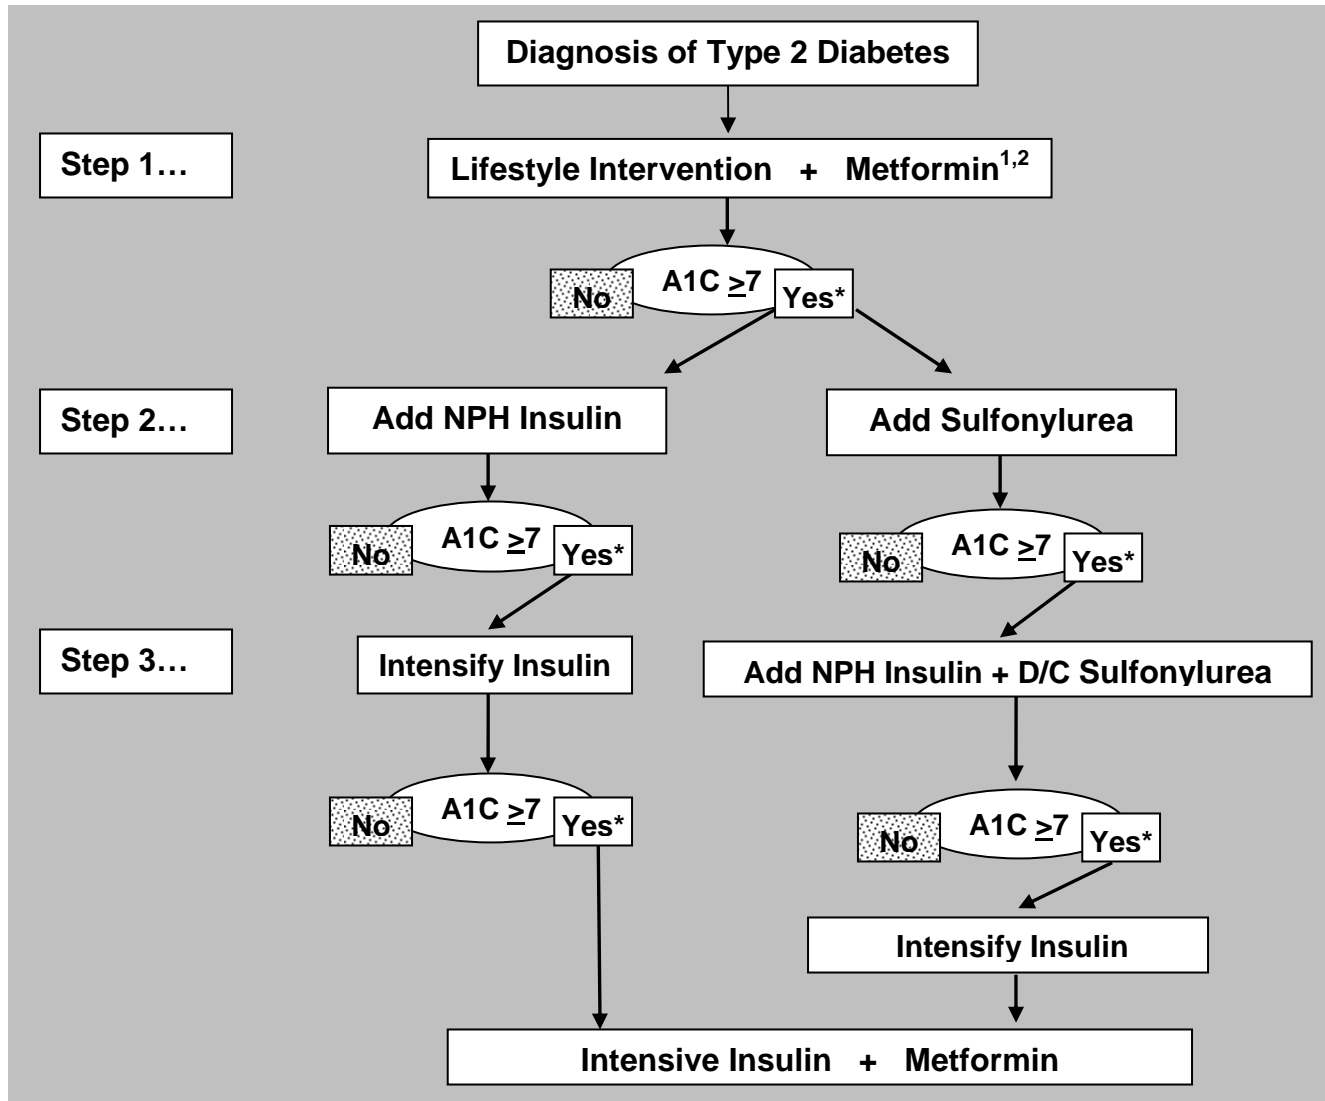 Diagnosis of Type 2 Diabetes
Step 1…
Lifestyle Intervention + Metformin1,2
A1C ≥7
No
Yes*
Step 2…
Add NPH Insulin
Add Sulfonylurea
A1C ≥7
No
Yes*
A1C ≥7
No
Yes*
Step 3…
Intensify Insulin
Add NPH Insulin + D/C Sulfonylurea
A1C ≥7
No
Yes*
A1C ≥7
No
Yes*
Intensify Insulin
Intensive Insulin + Metformin